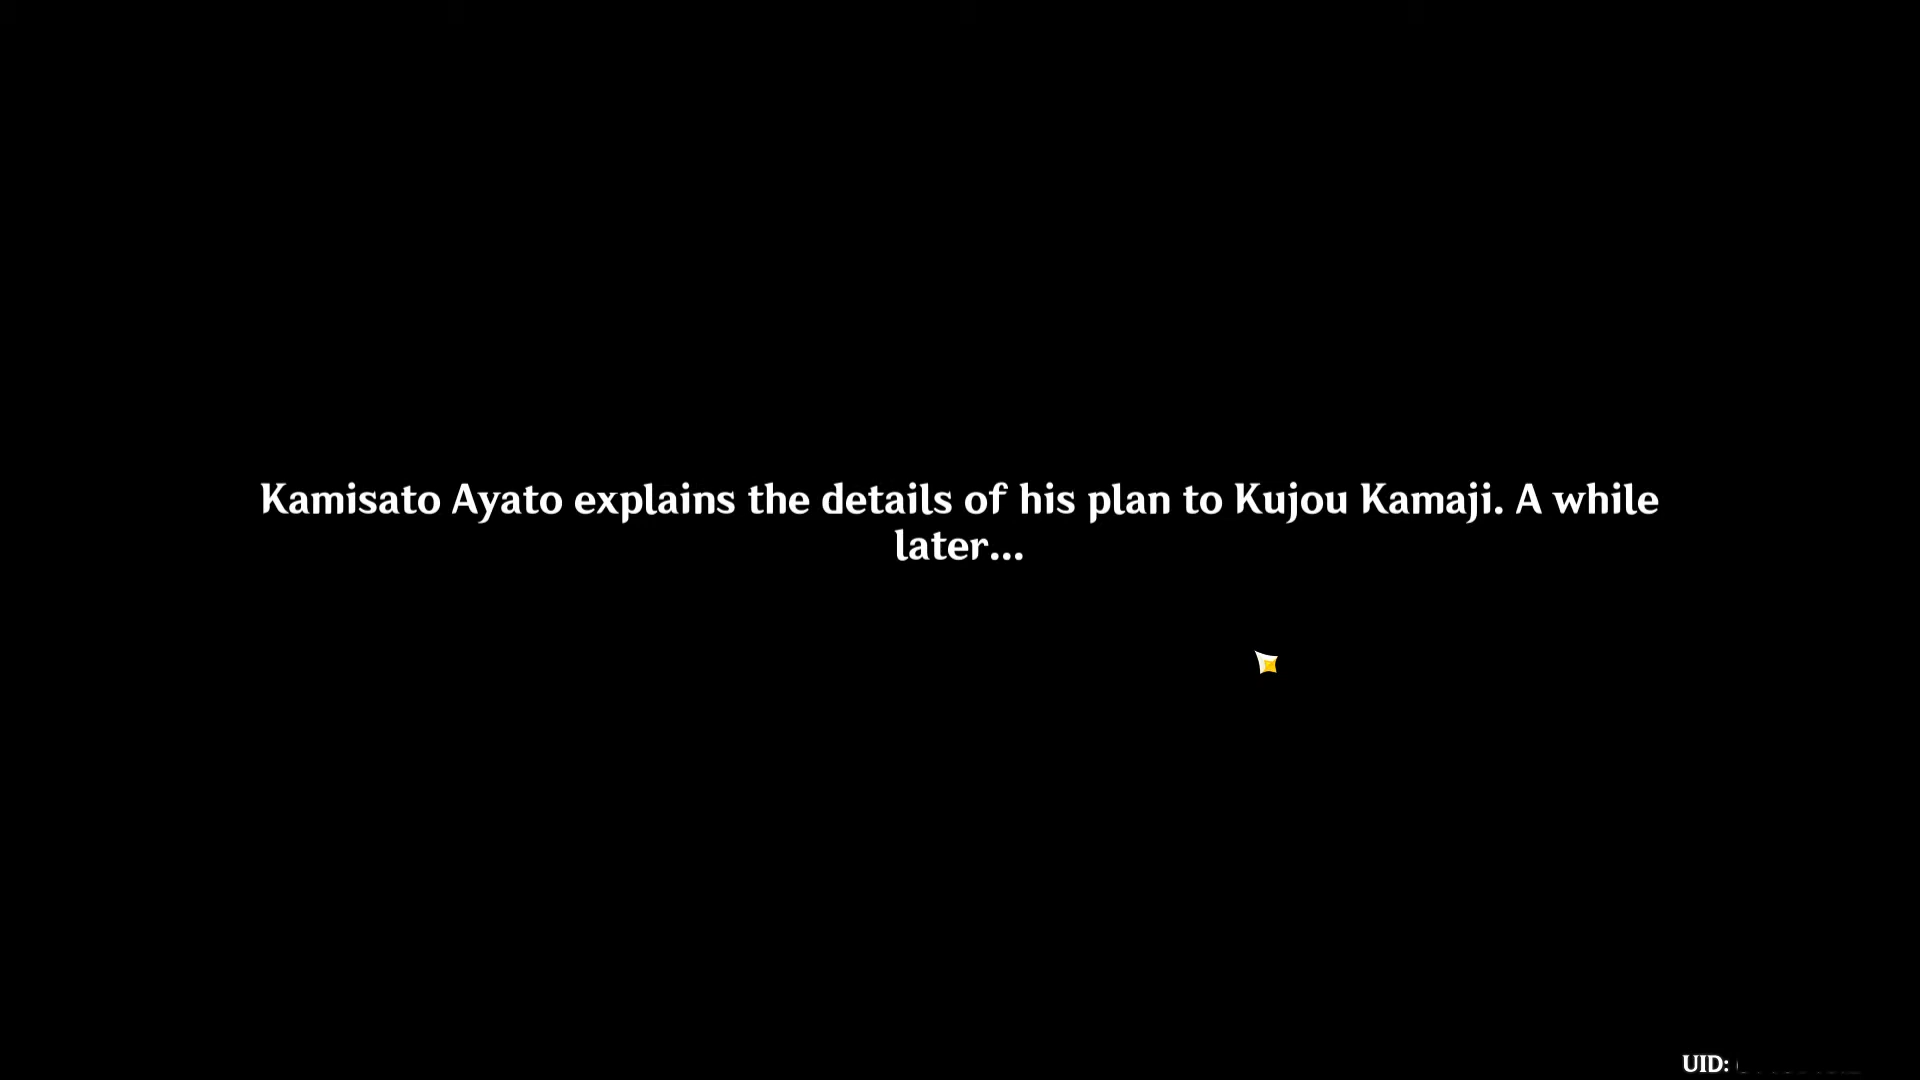 Kamisato Ayato explains the details of his plan to Kujou Kamaji. A while
later...
UID: